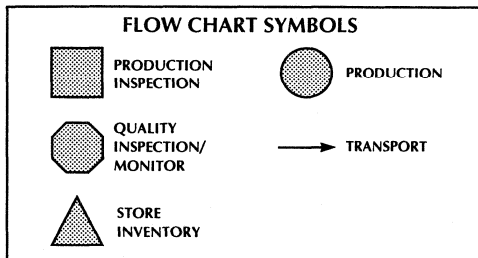 FLOW CHART SYMBOLS
PRODUCTION
INSPECTION
PRODUCTION
QUALITY
INSPECTION/
MONITOR
TRANSPORT
STORE
INVENTORY